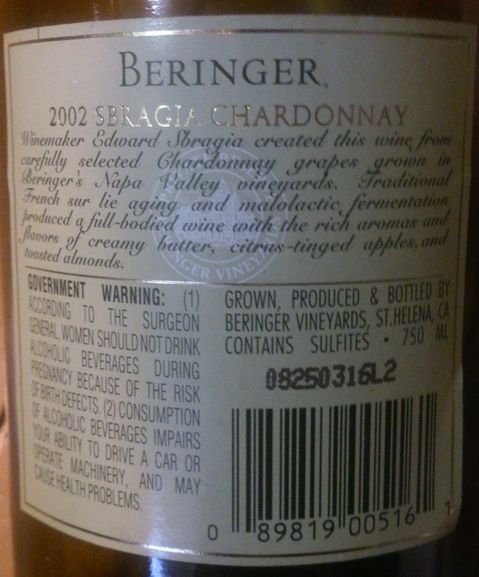 BERINGER.
2002 SBRAGIA CHARDONNAY
Winemaker Edward Sbragia created this wine from
carefully selected Chardonnay grapes grown in
Beringer's Napa Valley vineyards. Traditional
French sur lie aging and malolactic fermentation
produced a full-bodied wine with the rich aromas and
flavors of creamy butter, citrus-tinged apples, and
toasted almonds.
GOVERNMENT WARNING: (1)
ACCORDING TO THE SURGEON
GENERAL, WOMEN SHOULD NOT DRINK
ALCOHOLIC BEVERAGES DURING
PREGNANCY BECAUSE OF THE RISK
OF BIRTH DEFECTS. (2) CONSUMPTION
OF ALCOHOLIC BEVERAGES IMPAIRS
YOUR ABILITY TO DRIVE A CAR OR
OPERATE MACHINERY, AND MAY
CAUSE HEALTH PROBLEMS.
GROWN, PRODUCED & BOTTLED BY
BERINGER VINEYARDS, ST. HELENA, CA
CONTAINS SULFITES • 750 ML
08250316L2
0 89819 00516 1